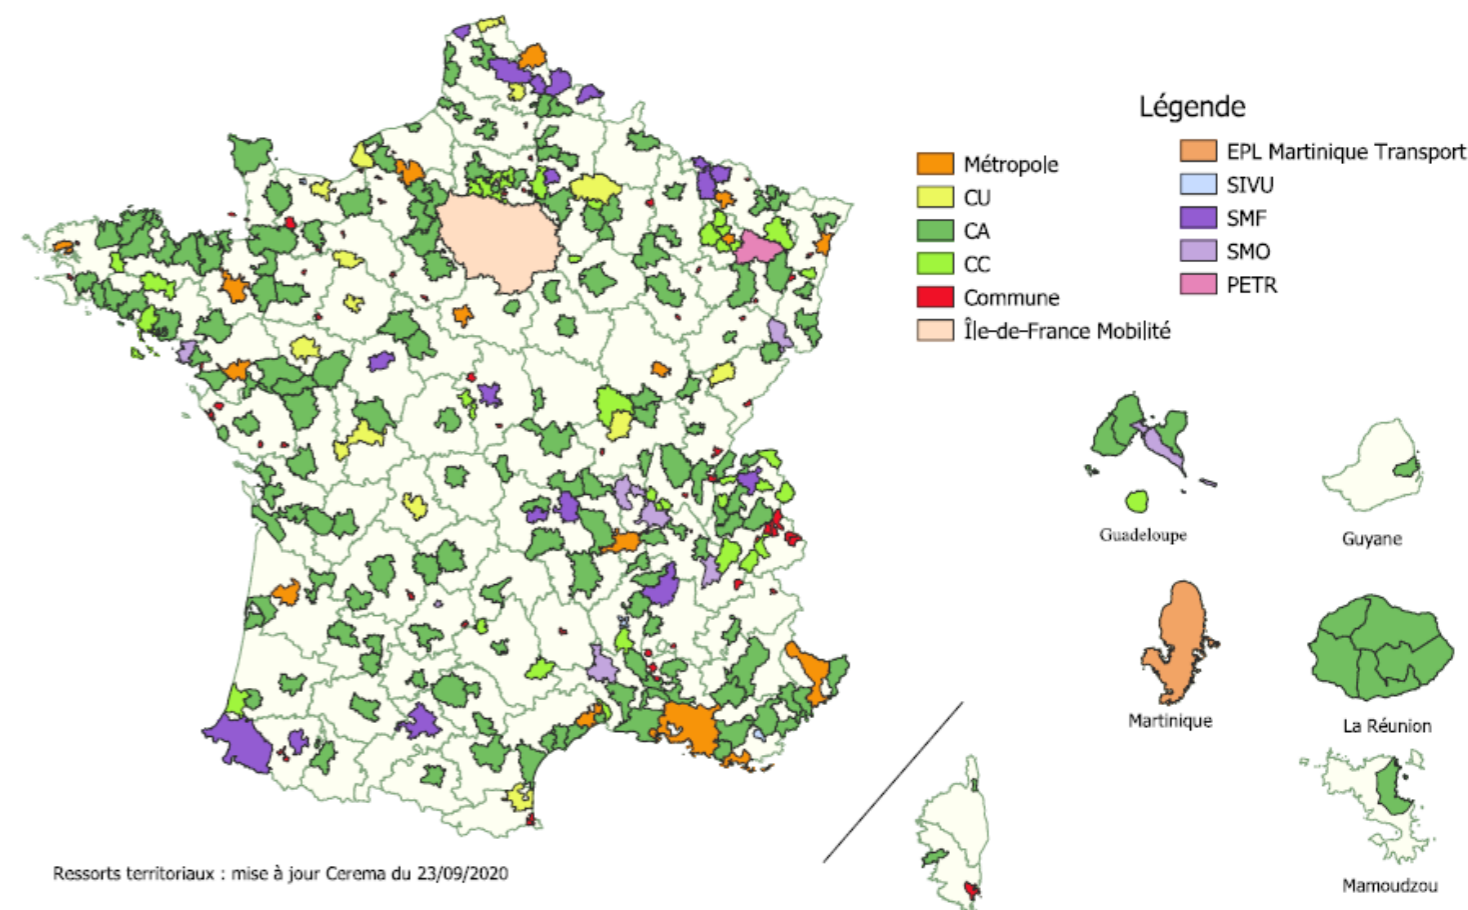 Légende
Métropole
CU
CA
CC
Commune
Île-de-France Mobilité
EPL Martinique Transport
SIVU
SMF
SMO
PETR
Guadeloupe
Guyane
Martinique
La Réunion
Mamoudzou
Ressorts territoriaux : mise à jour Cerema du 23/09/2020